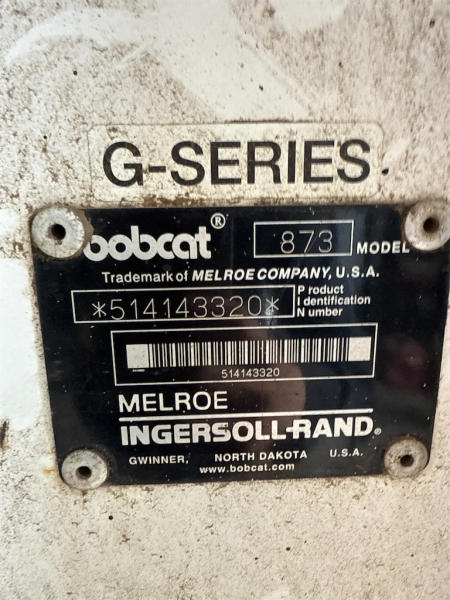 G-SERIES
bobcat® 873 MODEL
Trademark of MELROE COMPANY, U.S.A.
*514143320* Product Identification Number
514143320
MELROE
INGERSOLL-RAND®
GWINNER, NORTH DAKOTA U.S.A.
www.bobcat.com